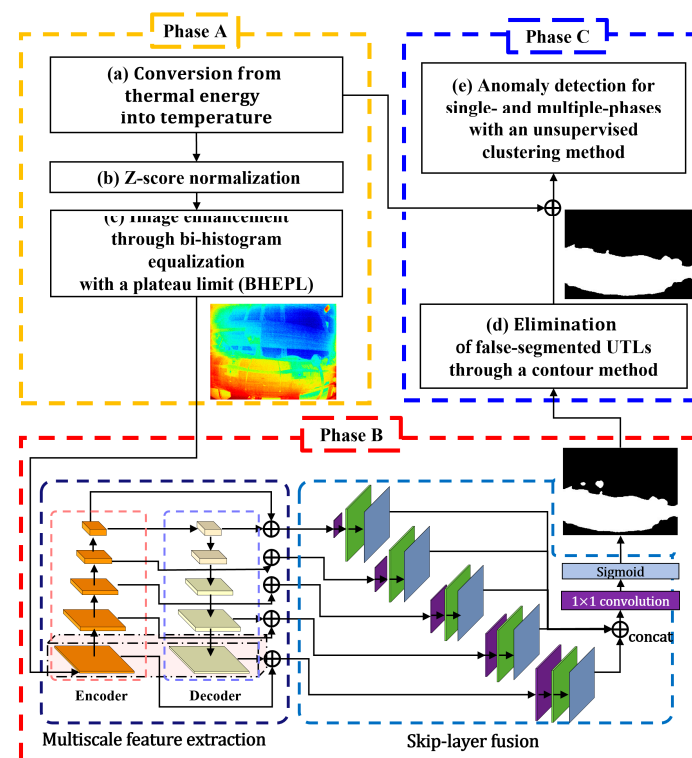 Phase A
(a) Conversion from
thermal energy
into temperature
(b) Z-score normalization
(c) Image enhancement
through bi-histogram
equalization
with a plateau limit (BHEPL)
Phase C
(e) Anomaly detection for
single- and multiple-phases
with an unsupervised
clustering method
(d) Elimination
of false-segmented UTLs
through a contour method
Phase B
Encoder
Decoder
Multiscale feature extraction
Sigmoid
1×1 convolution
concat
Skip-layer fusion